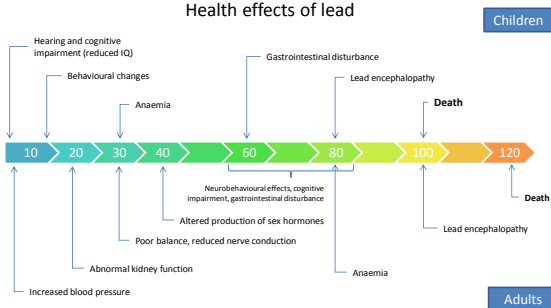 Health effects of lead
Children
Hearing and cognitive
impairment (reduced IQ)
Behavioural changes
Anaemia
Gastrointestinal disturbance
Lead encephalopathy
Death
10 20 30 40 60 80 100 120
Neurobehavioural effects, cognitive
impairment, gastrointestinal disturbance
Death
Altered production of sex hormones
Lead encephalopathy
Poor balance, reduced nerve conduction
Abnormal kidney function
Anaemia
Increased blood pressure
Adults